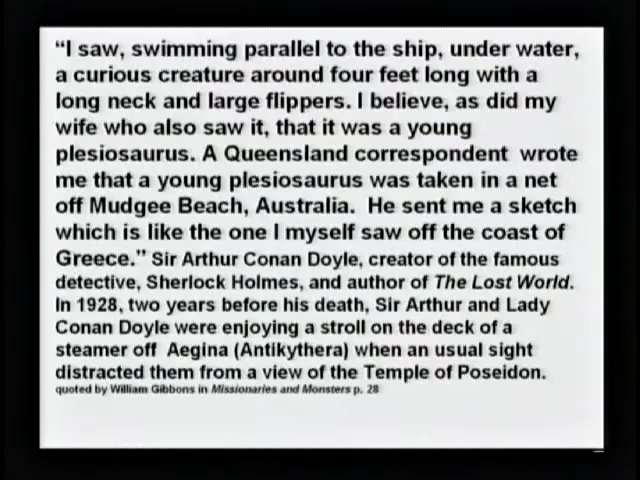 “I saw, swimming parallel to the ship, under water,
a curious creature around four feet long with a
long neck and large flippers. I believe, as did my
wife who also saw it, that it was a young
plesiosaurus. A Queensland correspondent wrote
me that a young plesiosaurus was taken in a net
off Mudgee Beach, Australia. He sent me a sketch
which is like the one I myself saw off the coast of
Greece.” Sir Arthur Conan Doyle, creator of the famous
detective, Sherlock Holmes, and author of The Lost World.
In 1928, two years before his death, Sir Arthur and Lady
Conan Doyle were enjoying a stroll on the deck of a
steamer off Aegina (Antikythera) when an usual sight
distracted them from a view of the Temple of Poseidon.
quoted by William Gibbons in Missionaries and Monsters p. 28